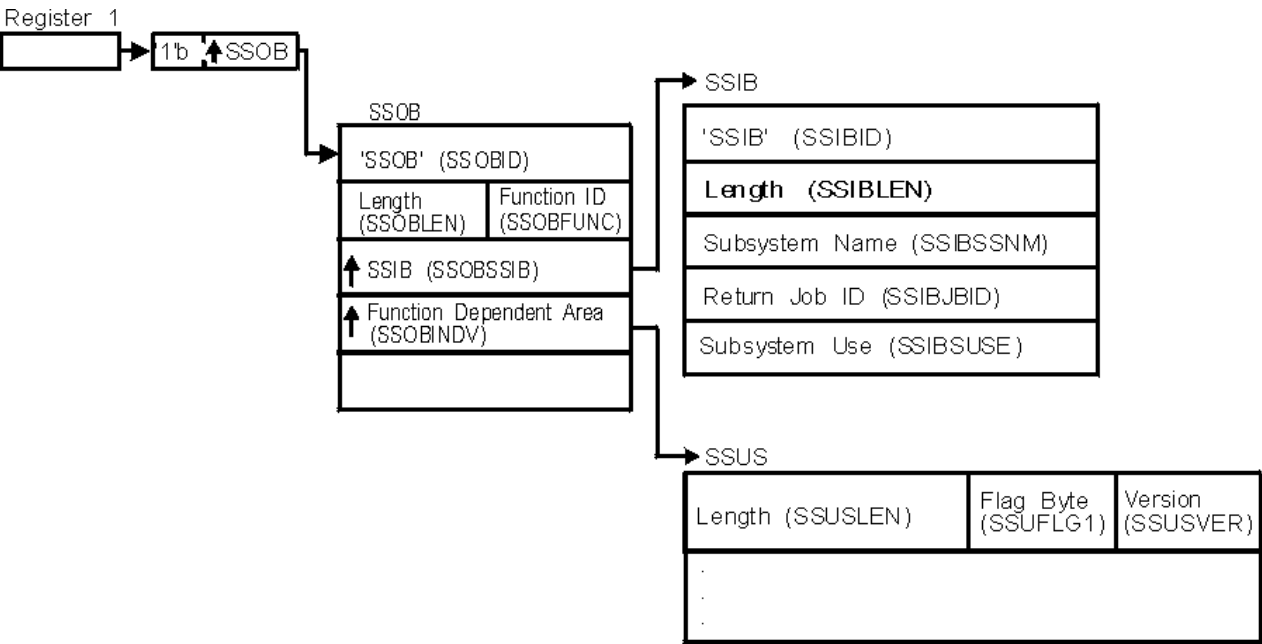 Register 1
1'b SSOB
SSIB
SSOB
'SSIB' (SSIBID)
'SSOB' (SSOBID)
Length (SSIBLEN)
Length
(SSOBLEN)
Function ID
(SSOBFUNC)
Subsystem Name (SSIBSSNM)
SSIB (SSOBSSIB)
Return Job ID (SSIBJBID)
Function Dependent Area
(SSOBINDV)
Subsystem Use (SSIBSUSE)
SSUS
Length (SSUSLEN)
Flag Byte
(SSUFLG1)
Version
(SSUSVER)
.
.
.